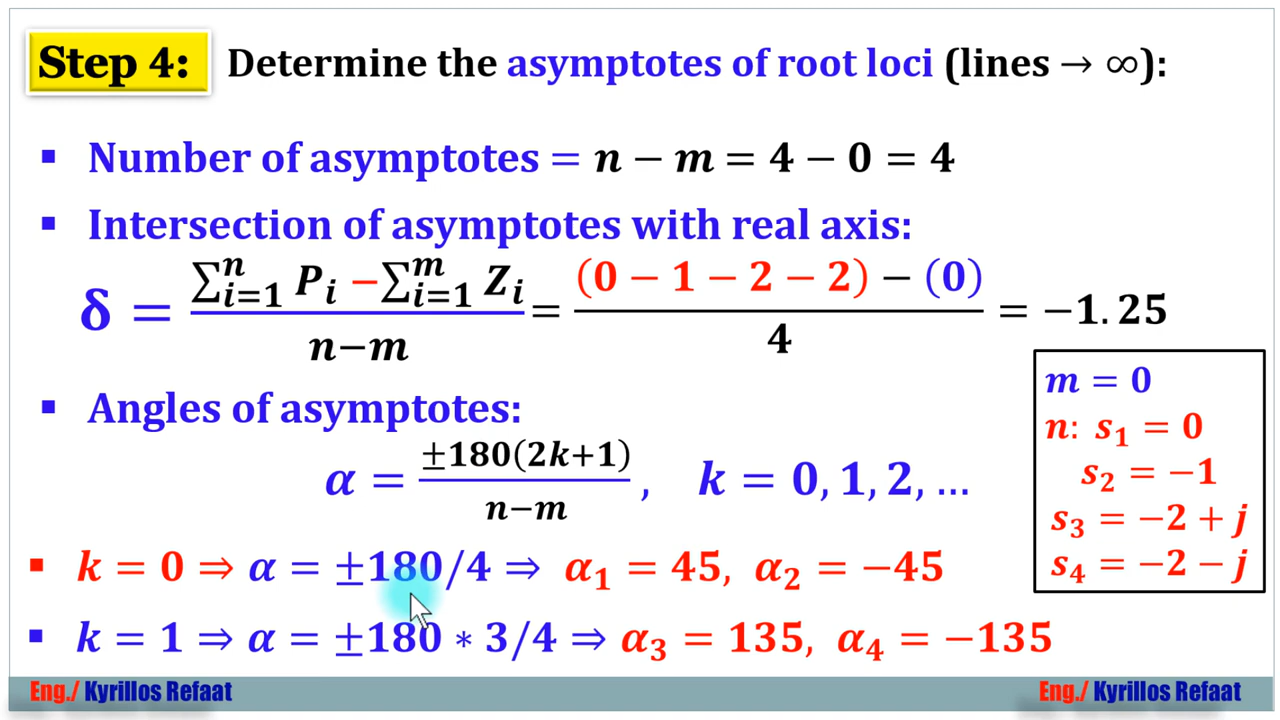 Step 4: Determine the asymptotes of root loci (lines → ∞):
▪ Number of asymptotes = n − m = 4 − 0 = 4
▪ Intersection of asymptotes with real axis:
δ = (∑ⁿᵢ₌₁ Pᵢ − ∑ᵐᵢ₌₁ Zᵢ)/(n−m) = ((0 − 1 − 2 − 2) − (0))/4 = −1.25
▪ Angles of asymptotes:
α = ±180(2k+1)/(n−m), k = 0, 1, 2, ...
▪ k = 0 ⇒ α = ±180/4 ⇒ α₁ = 45, α₂ = −45
▪ k = 1 ⇒ α = ±180 * 3/4 ⇒ α₃ = 135, α₄ = −135
m = 0
n: s₁ = 0
s₂ = −1
s₃ = −2 + j
s₄ = −2 − j
Eng./ Kyrillos Refaat
Eng./ Kyrillos Refaat